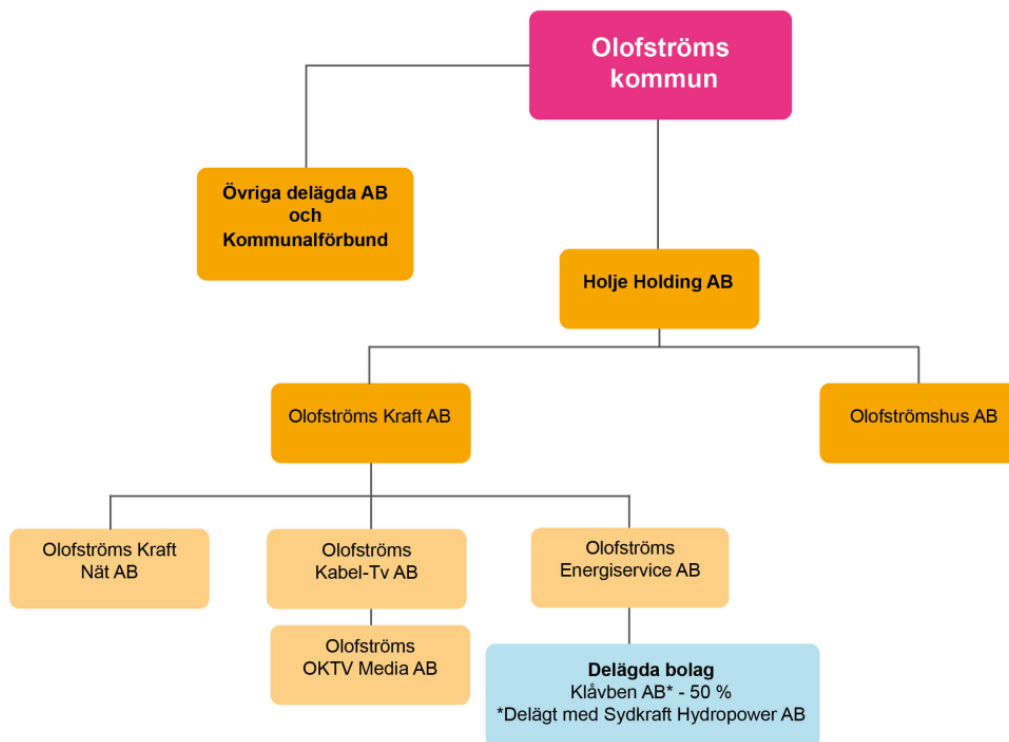 Olofströms
kommun
Övriga delägda AB
och
Kommunalförbund
Holje Holding AB
Olofströms Kraft AB
Olofströmshus AB
Olofströms Kraft
Nät AB
Olofströms
Kabel-Tv AB
Olofströms
Energiservice AB
Olofströms
OKTV Media AB
Delägda bolag
Klåvben AB* - 50 %
*Delägt med Sydkraft Hydropower AB